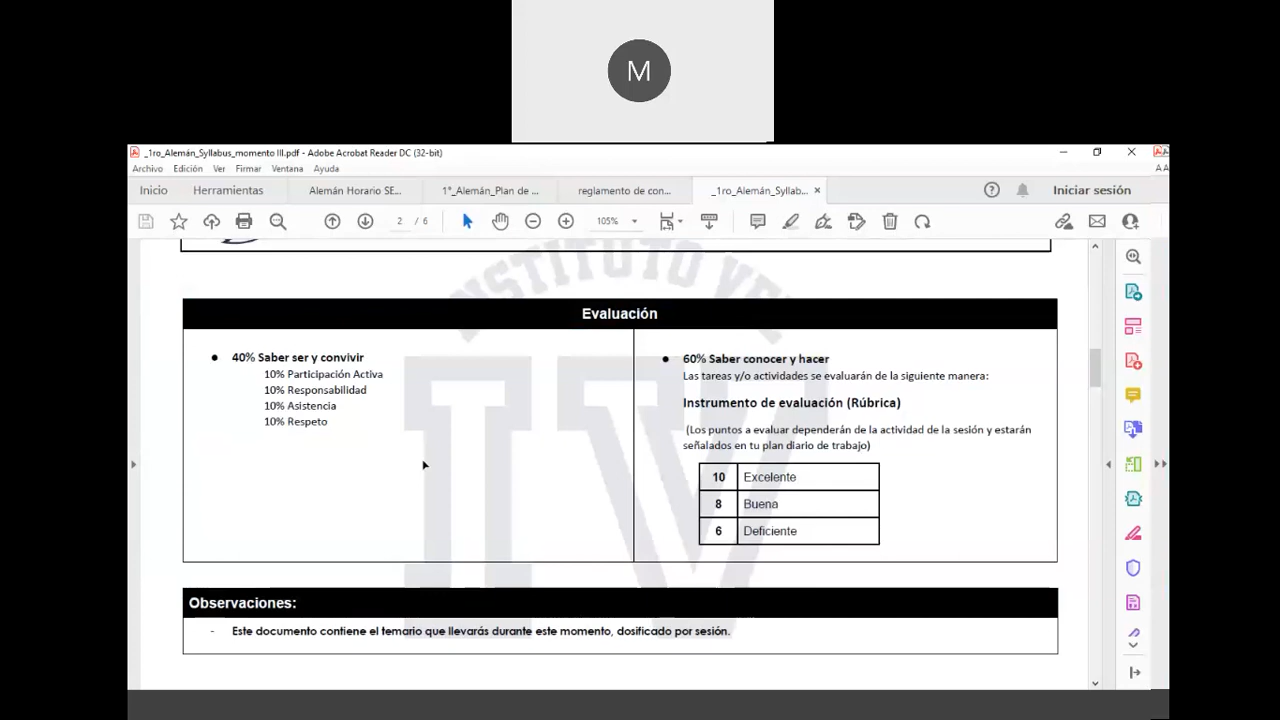 M
_1ro_Alemán_Syllabus_momento III.pdf - Adobe Acrobat Reader DC (32-bit)
Archivo Edición Ver Firmar Ventana Ayuda
Inicio Herramientas Alemán Horario SE... 1°_Alemán_Plan de ... reglamento de con... _1ro_Alemán_Syllab... Iniciar sesión
2 / 6 105%
INSTITUTO
IV
Evaluación
● 40% Saber ser y convivir
10% Participación Activa
10% Responsabilidad
10% Asistencia
10% Respeto
● 60% Saber conocer y hacer
Las tareas y/o actividades se evaluarán de la siguiente manera:
Instrumento de evaluación (Rúbrica)
(Los puntos a evaluar dependerán de la actividad de la sesión y estarán
señalados en tu plan diario de trabajo)
10 Excelente
8 Buena
6 Deficiente
Observaciones:
- Este documento contiene el temario que llevarás durante este momento, dosificado por sesión.